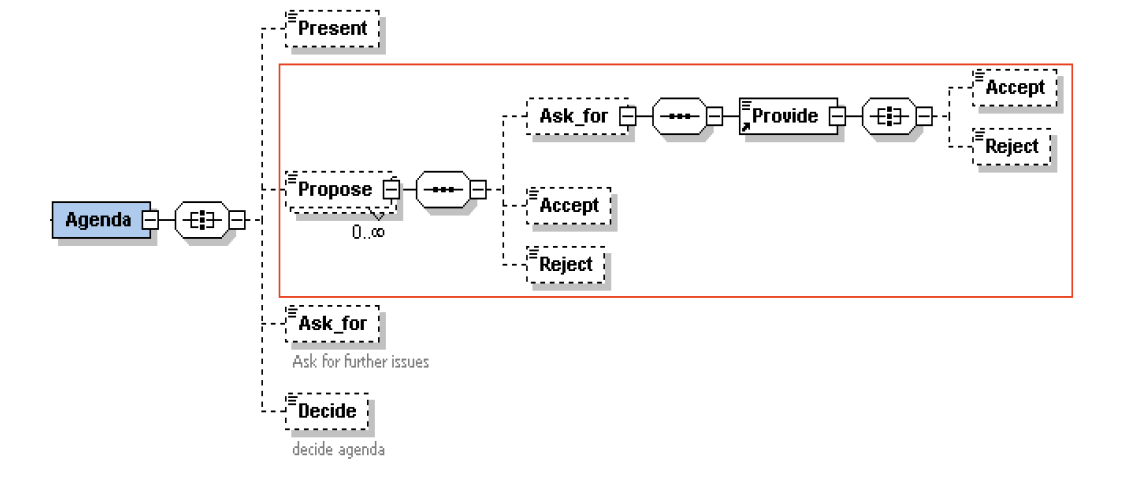 Present
Accept
Ask_for
Provide
Reject
Propose
0..∞
Accept
Agenda
Reject
Ask_for
Ask for further issues
Decide
decide agenda